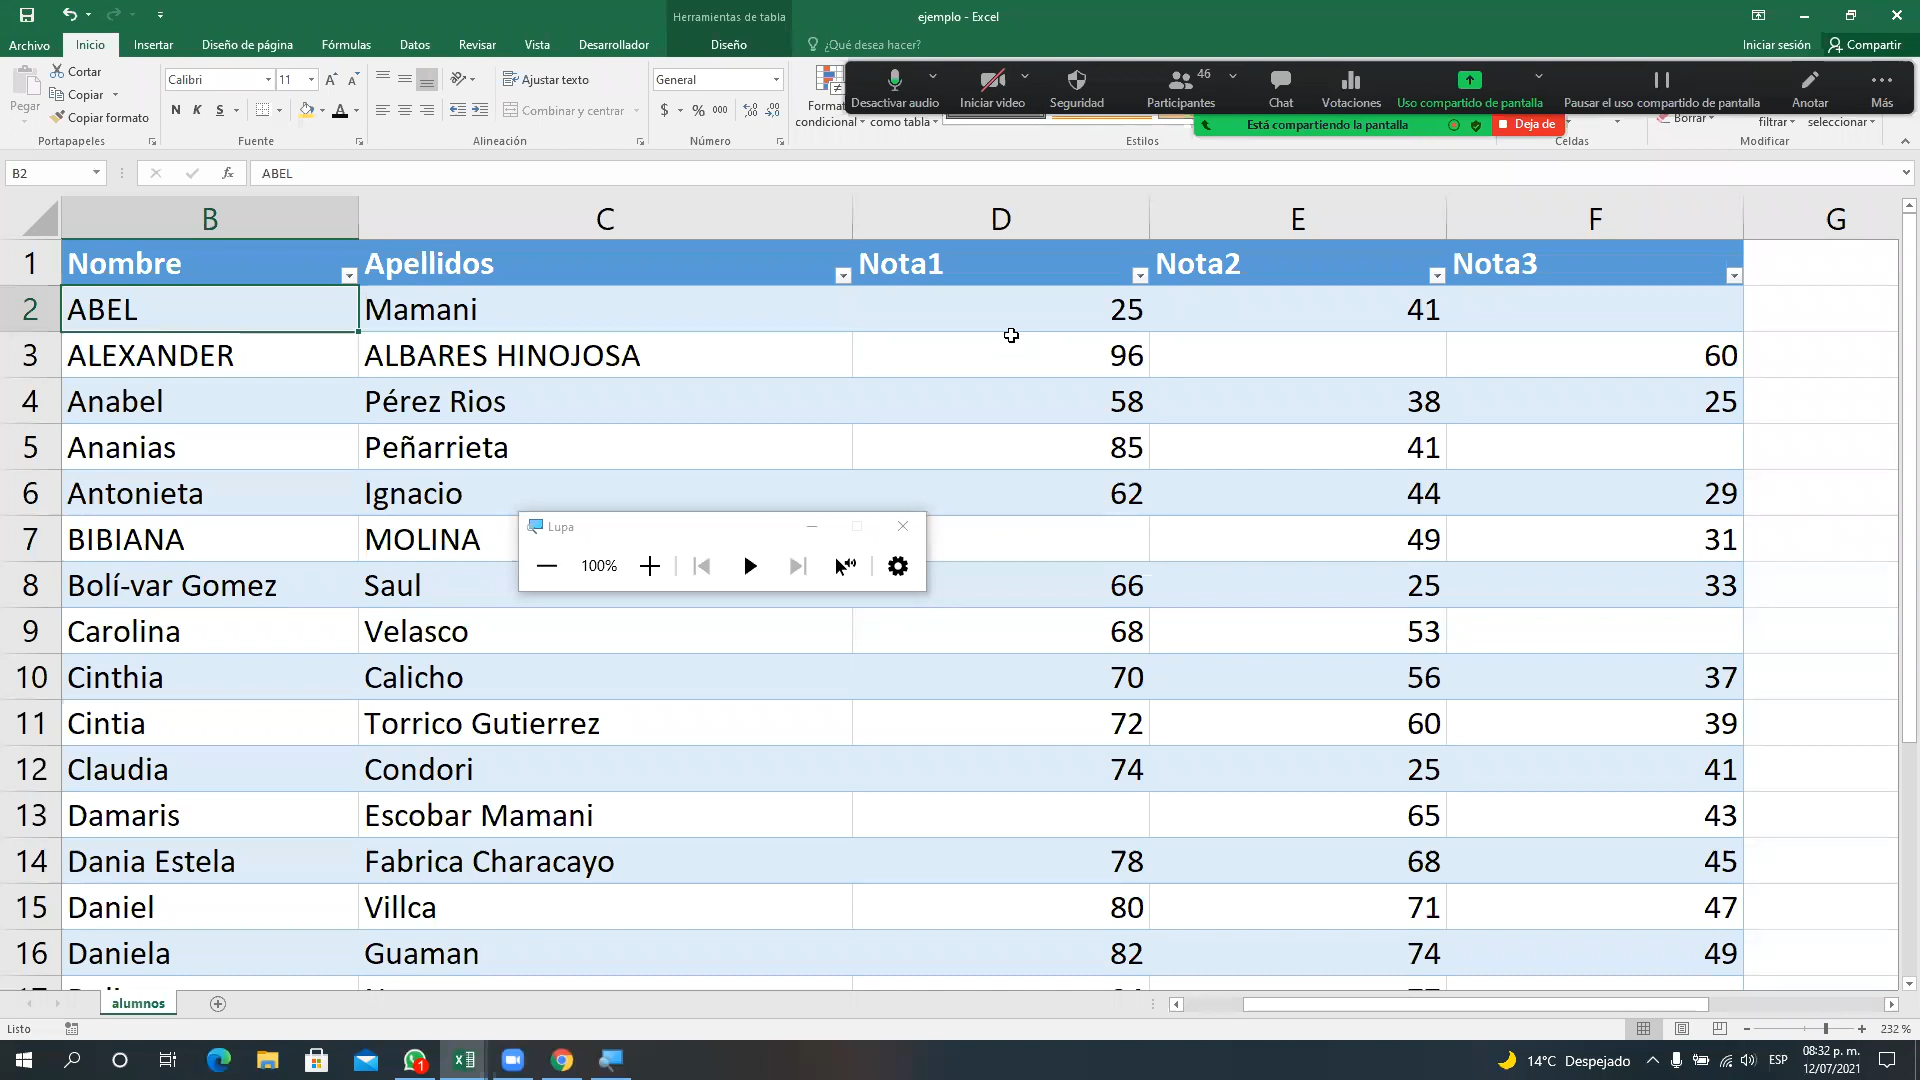 Herramientas de tabla
ejemplo - Excel
Archivo Inicio Insertar Diseño de página Fórmulas Datos Revisar Vista Desarrollador Diseño ¿Qué desea hacer? Iniciar sesión Compartir
Pegar
Cortar
Copiar
Copiar formato
Portapapeles
Calibri 11
N K S
Fuente
Ajustar texto
Combinar y centrar
Alineación
General
$ % 000
Número
condicional como tabla
Estilos
Celdas
Borrar
filtrar seleccionar
Modificar
46
Desactivar audio Iniciar video Seguridad Participantes Chat Votaciones Uso compartido de pantalla Pausar el uso compartido de pantalla Anotar Más
Está compartiendo la pantalla Deja de
B2 fx ABEL
B C D E F G
1 Nombre Apellidos Nota1 Nota2 Nota3
2 ABEL Mamani 25 41
3 ALEXANDER ALBARES HINOJOSA 96 60
4 Anabel Pérez Rios 58 38 25
5 Ananias Peñarrieta 85 41
6 Antonieta Ignacio 62 44 29
7 BIBIANA MOLINA 49 31
8 Bolí-var Gomez Saul 66 25 33
9 Carolina Velasco 68 53
10 Cinthia Calicho 70 56 37
11 Cintia Torrico Gutierrez 72 60 39
12 Claudia Condori 74 25 41
13 Damaris Escobar Mamani 65 43
14 Dania Estela Fabrica Characayo 78 68 45
15 Daniel Villca 80 71 47
16 Daniela Guaman 82 74 49
Lupa
100%
alumnos
Listo
232 %
1
14°C Despejado
ESP
08:32 p. m.
12/07/2021